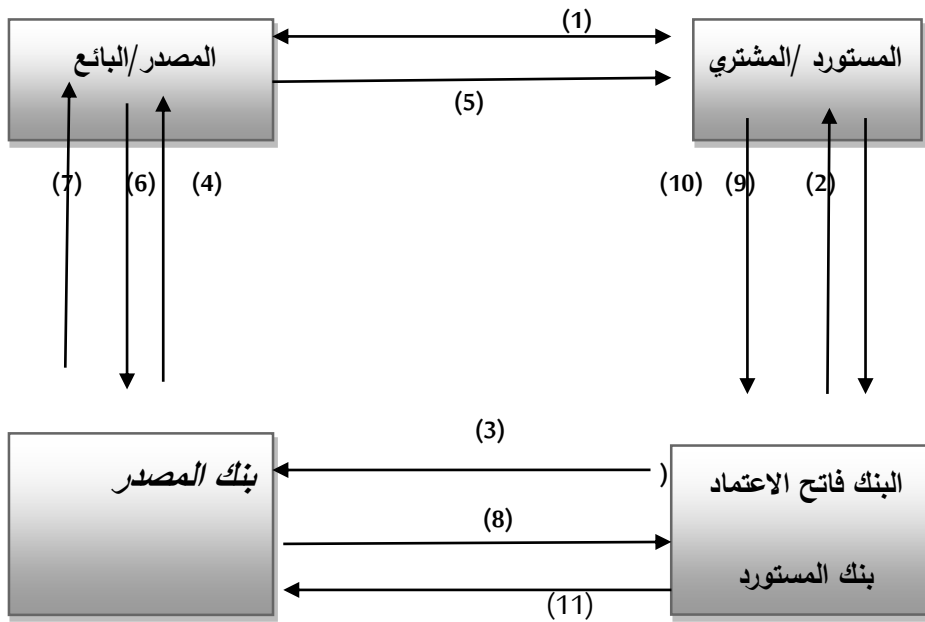 (1)
المستورد /المشتري
المصدر/البائع
(5)
(7)
(6)
(4)
(10)
(9)
(2)
(3)
البنك فاتح الاعتماد
بنك المستورد
بنك المصدر
)
(8)
(11)